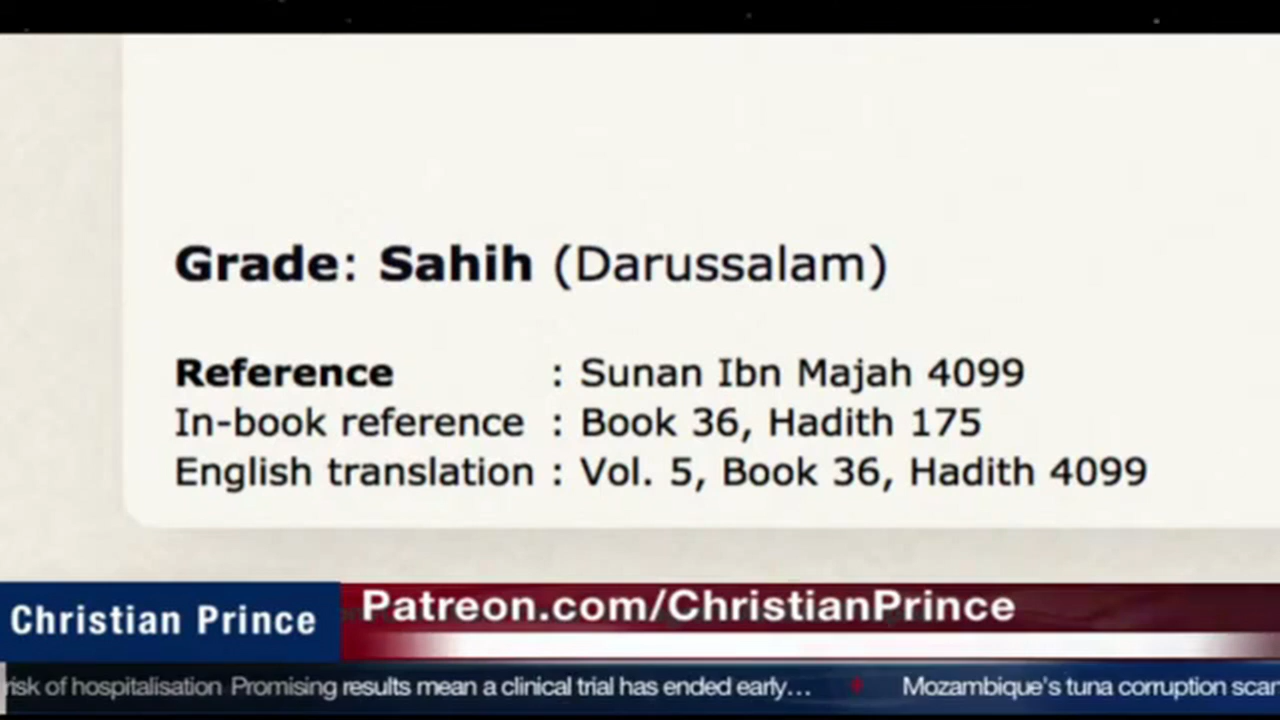 Grade: Sahih (Darussalam)
Reference : Sunan Ibn Majah 4099
In-book reference : Book 36, Hadith 175
English translation : Vol. 5, Book 36, Hadith 4099
Christian Prince
Patreon.com/ChristianPrince
risk of hospitalisation Promising results mean a clinical trial has ended early... Mozambique's tuna corruption